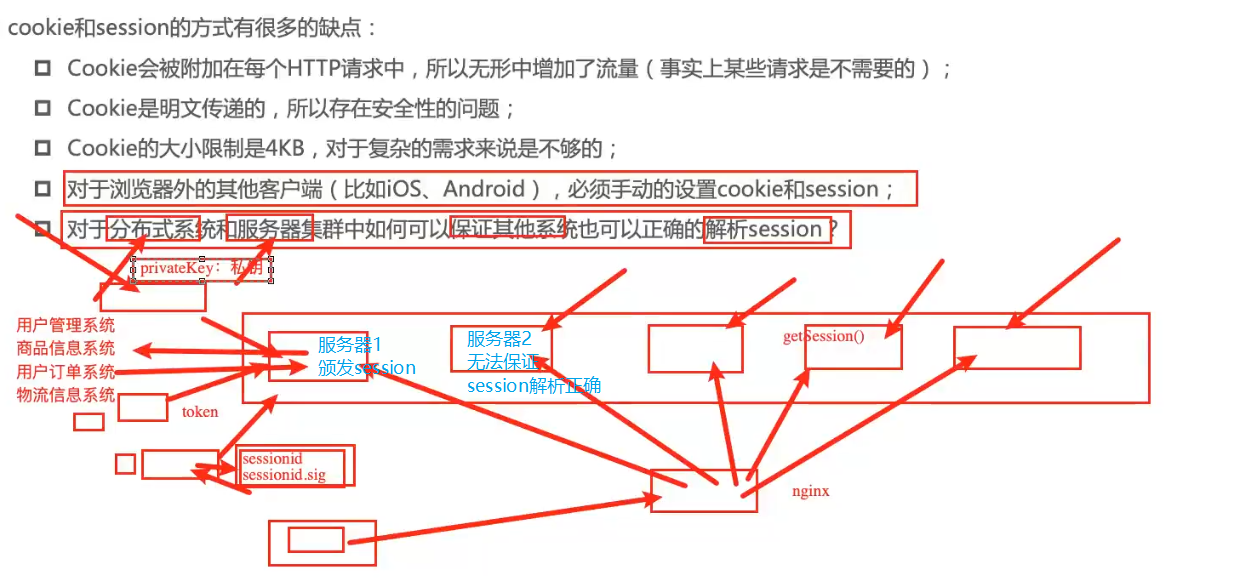 cookie和session的方式有很多的缺点：
Cookie会被附加在每个HTTP请求中，所以无形中增加了流量（事实上某些请求是不需要的）；
Cookie是明文传递的，所以存在安全性的问题；
Cookie的大小限制是4KB，对于复杂的需求来说是不够的；
对于浏览器外的其他客户端（比如iOS、Android），必须手动的设置cookie和session；
对于分布式系统和服务器集群中如何可以保证其他系统也可以正确的解析session？
privateKey：私钥
用户管理系统
商品信息系统
用户订单系统
物流信息系统
服务器1
颁发session
服务器2
无法保证
session解析正确
getSession()
token
sessionid
sessionid.sig
nginx